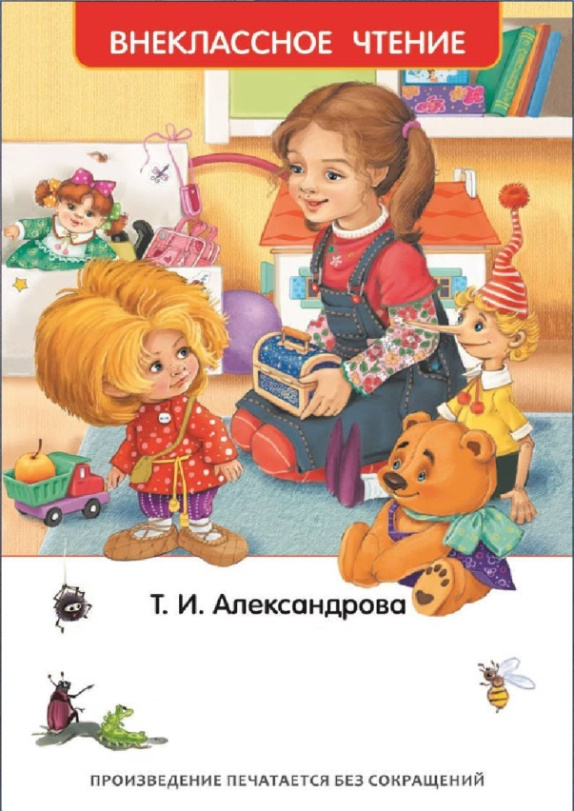 ВНЕКЛАССНОЕ ЧТЕНИЕ
Т. И. Александрова
ПРОИЗВЕДЕНИЕ ПЕЧАТАЕТСЯ БЕЗ СОКРАЩЕНИЙ